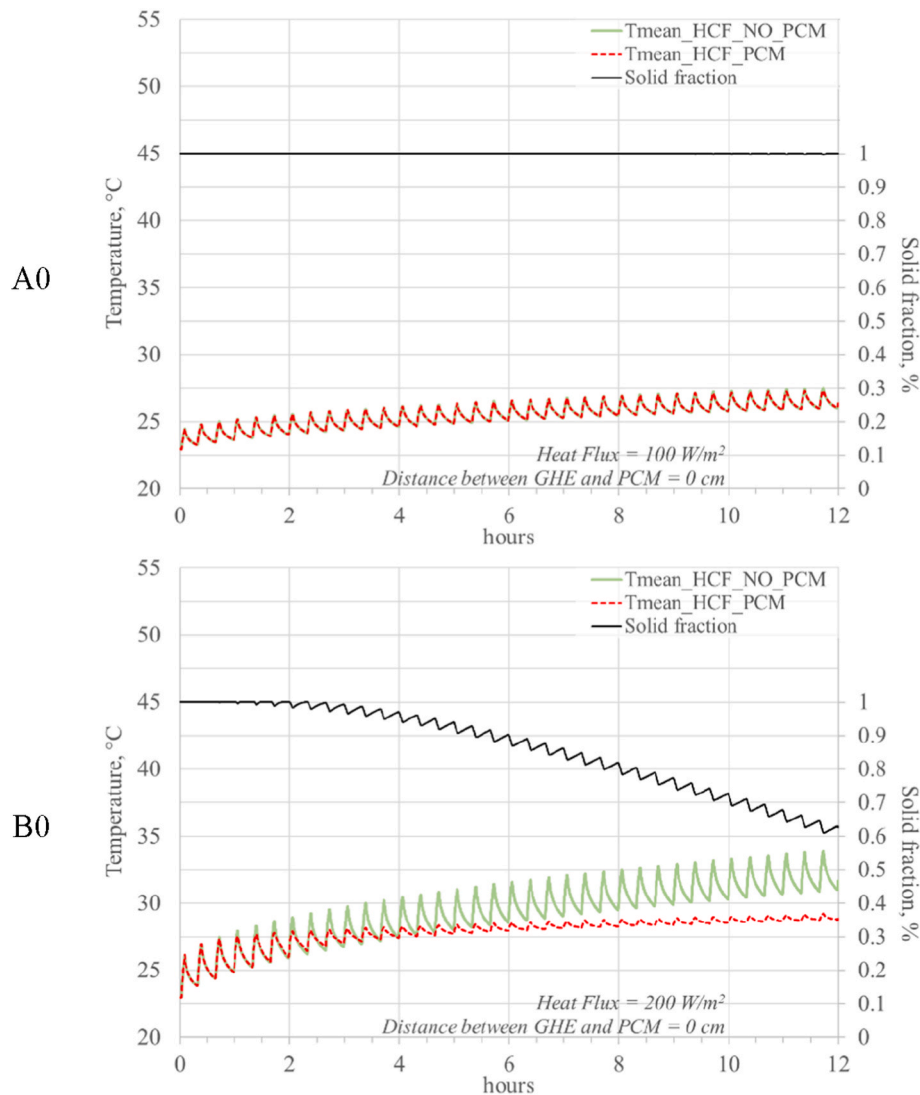 A0
Temperature, °C
55
50
45
40
35
30
25
20
Tmean_HCF_NO_PCM
Tmean_HCF_PCM
Solid fraction
1
0.9
0.8
0.7
0.6
0.5
0.4
0.3
0.2
0.1
0
Solid fraction, %
Heat Flux = 100 W/m²
Distance between GHE and PCM = 0 cm
0 2 4 6 8 10 12
hours
B0
Temperature, °C
55
50
45
40
35
30
25
20
Tmean_HCF_NO_PCM
Tmean_HCF_PCM
Solid fraction
1
0.9
0.8
0.7
0.6
0.5
0.4
0.3
0.2
0.1
0
Solid fraction, %
Heat Flux = 200 W/m²
Distance between GHE and PCM = 0 cm
0 2 4 6 8 10 12
hours